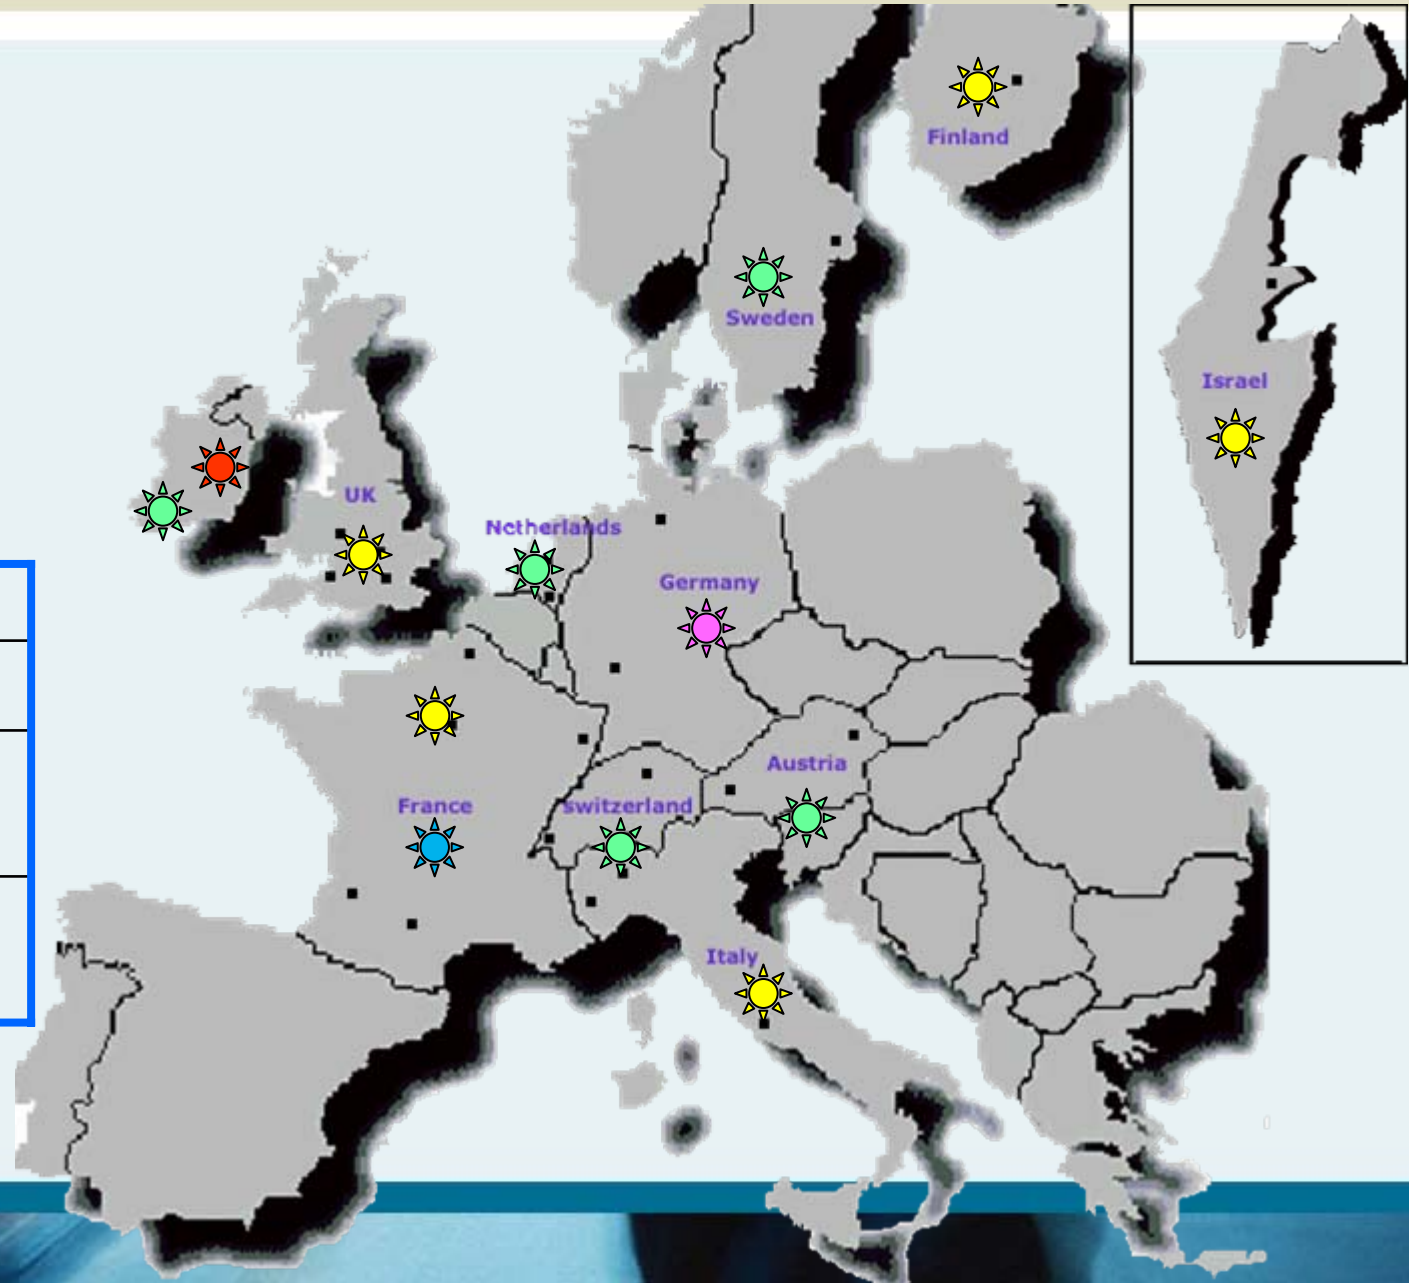 Finland
Sweden
Israel
UK
Netherlands
Germany
Austria
France
switzerland
Italy